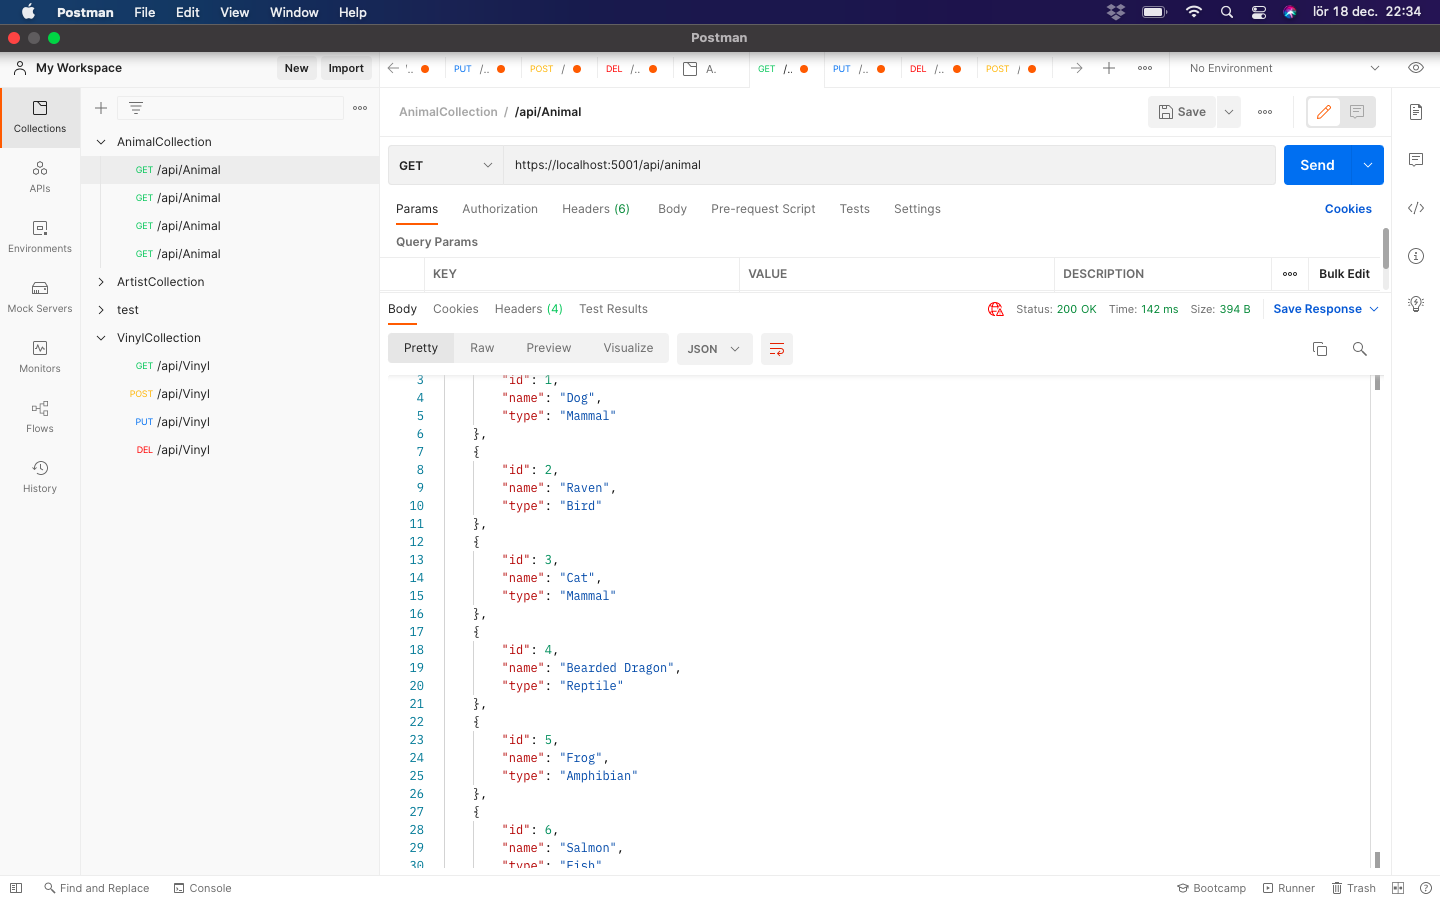 Postman File Edit View Window Help lör 18 dec. 22:34
Postman
My Workspace New Import
'.. PUT /.. POST / DEL /.. A. GET /.. PUT /.. DEL /.. POST / No Environment
Collections
APIs
Environments
Mock Servers
Monitors
Flows
History
AnimalCollection
GET /api/Animal
GET /api/Animal
GET /api/Animal
GET /api/Animal
ArtistCollection
test
VinylCollection
GET /api/Vinyl
POST /api/Vinyl
PUT /api/Vinyl
DEL /api/Vinyl
AnimalCollection / /api/Animal Save
GET https://localhost:5001/api/animal Send
Params Authorization Headers (6) Body Pre-request Script Tests Settings Cookies
Query Params
KEY VALUE DESCRIPTION Bulk Edit
Body Cookies Headers (4) Test Results Status: 200 OK Time: 142 ms Size: 394 B Save Response
Pretty Raw Preview Visualize JSON
3 "id": 1,
4 "name": "Dog",
5 "type": "Mammal"
6 },
7 {
8 "id": 2,
9 "name": "Raven",
10 "type": "Bird"
11 },
12 {
13 "id": 3,
14 "name": "Cat",
15 "type": "Mammal"
16 },
17 {
18 "id": 4,
19 "name": "Bearded Dragon",
20 "type": "Reptile"
21 },
22 {
23 "id": 5,
24 "name": "Frog",
25 "type": "Amphibian"
26 },
27 {
28 "id": 6,
29 "name": "Salmon",
30 "type": "Fish"
Find and Replace Console Bootcamp Runner Trash